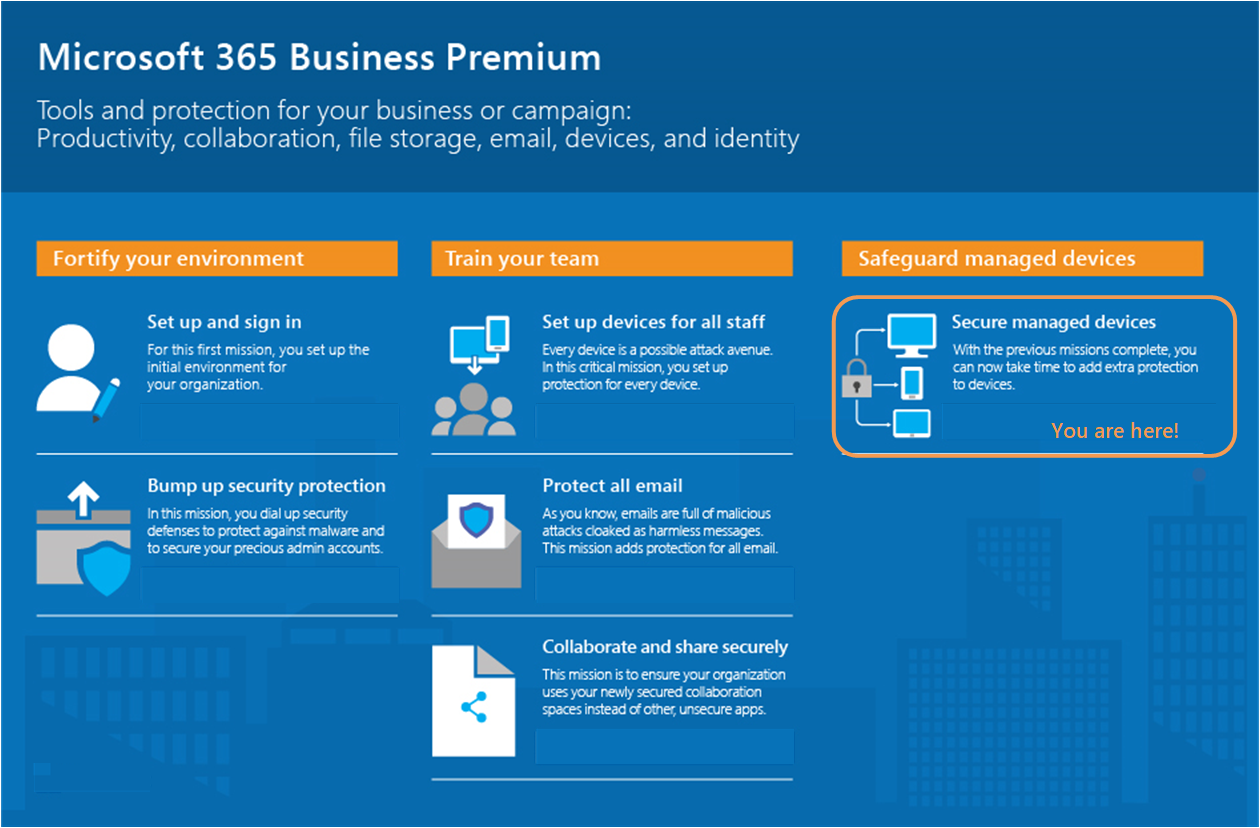 Microsoft 365 Business Premium
Tools and protection for your business or campaign:
Productivity, collaboration, file storage, email, devices, and identity
Fortify your environment
Set up and sign in
For this first mission, you set up the
initial environment for
your organization.
Bump up security protection
In this mission, you dial up security
defenses to protect against malware and
to secure your precious admin accounts.
Train your team
Set up devices for all staff
Every device is a possible attack avenue.
In this critical mission, you set up
protection for every device.
Protect all email
As you know, emails are full of malicious
attacks cloaked as harmless messages.
This mission adds protection for all email.
Collaborate and share securely
This mission is to ensure your organization
uses your newly secured collaboration
spaces instead of other, unsecure apps.
Safeguard managed devices
Secure managed devices
With the previous missions complete, you
can now take time to add extra protection
to devices.
You are here!